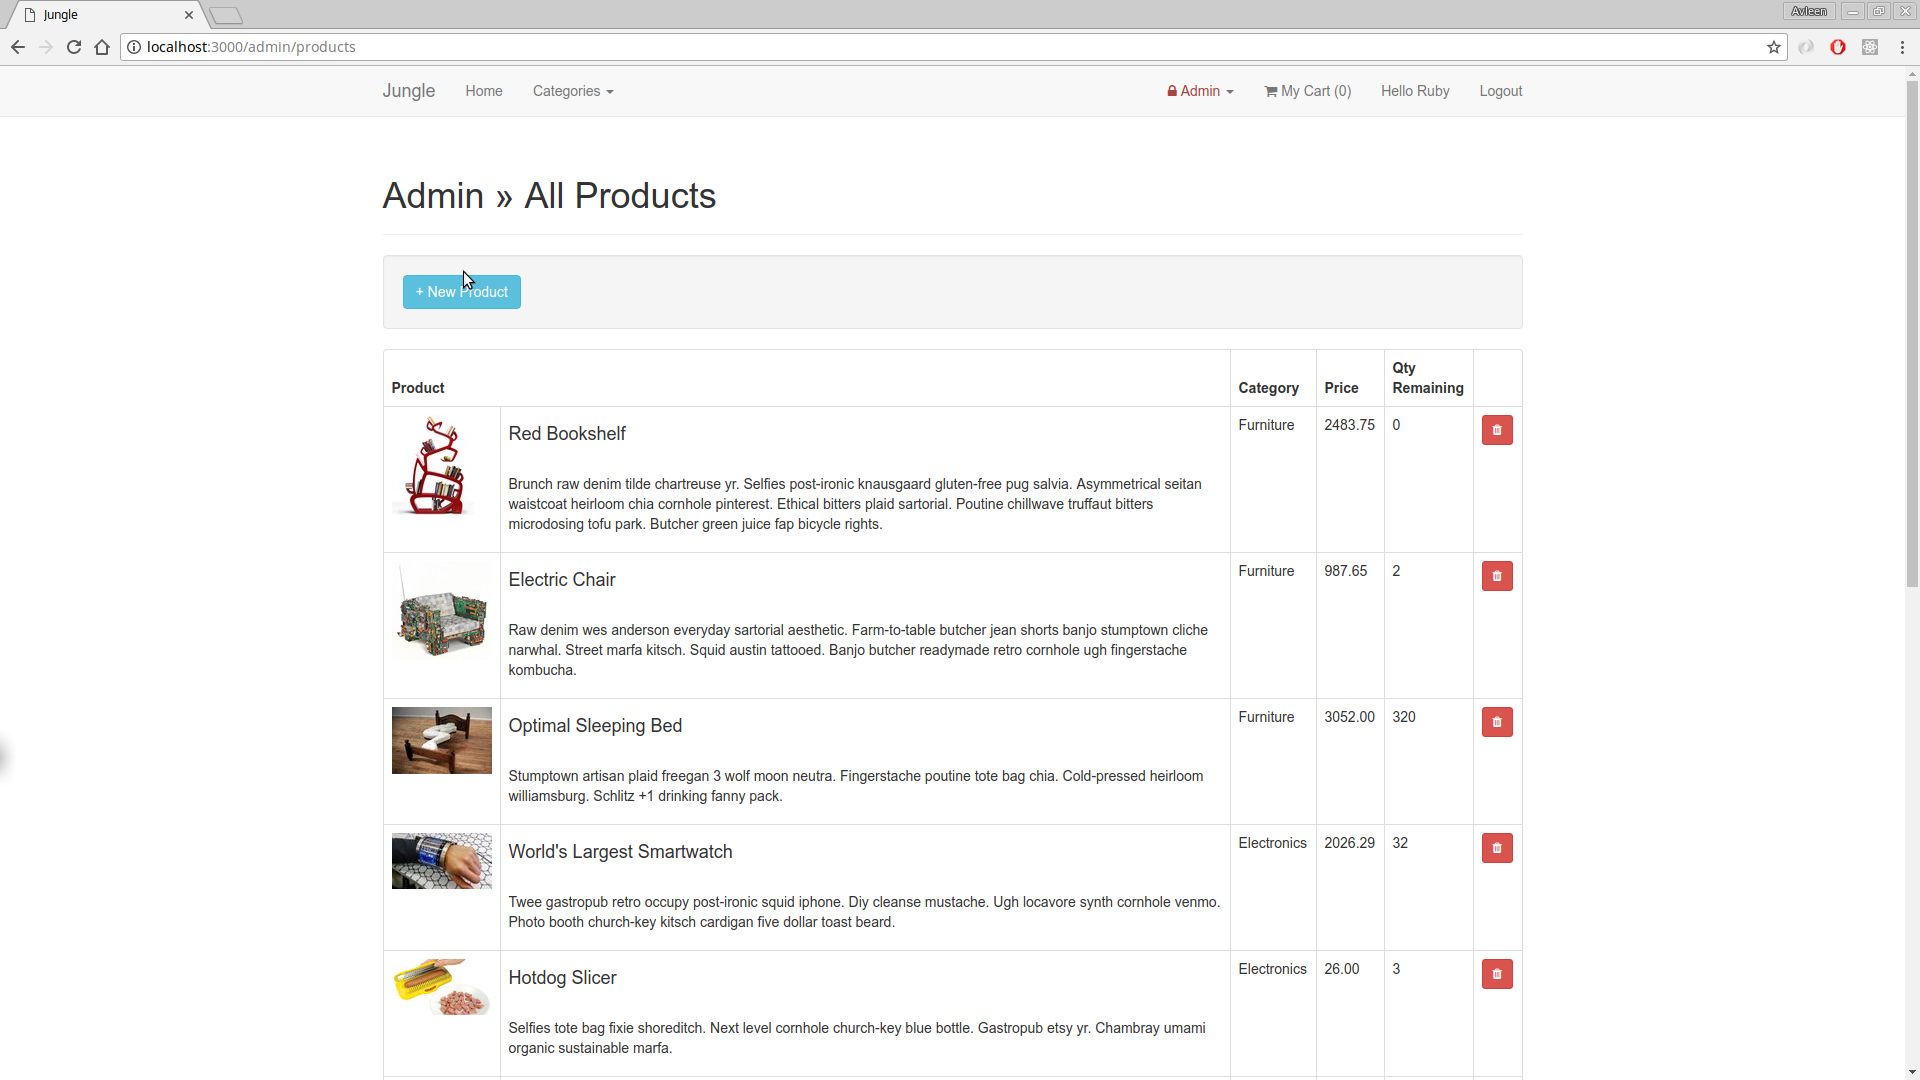 Jungle
Avleen
localhost:3000/admin/products
Jungle Home Categories Admin My Cart (0) Hello Ruby Logout
Admin » All Products
+ New Product
Product Category Price Qty Remaining
Red Bookshelf
Furniture 2483.75 0
Brunch raw denim tilde chartreuse yr. Selfies post-ironic knausgaard gluten-free pug salvia. Asymmetrical seitan
waistcoat heirloom chia cornhole pinterest. Ethical bitters plaid sartorial. Poutine chillwave truffaut bitters
microdosing tofu park. Butcher green juice fap bicycle rights.
Electric Chair
Furniture 987.65 2
Raw denim wes anderson everyday sartorial aesthetic. Farm-to-table butcher jean shorts banjo stumptown cliche
narwhal. Street marfa kitsch. Squid austin tattooed. Banjo butcher readymade retro cornhole ugh fingerstache
kombucha.
Optimal Sleeping Bed
Furniture 3052.00 320
Stumptown artisan plaid freegan 3 wolf moon neutra. Fingerstache poutine tote bag chia. Cold-pressed heirloom
williamsburg. Schlitz +1 drinking fanny pack.
World's Largest Smartwatch
Electronics 2026.29 32
Twee gastropub retro occupy post-ironic squid iphone. Diy cleanse mustache. Ugh locavore synth cornhole venmo.
Photo booth church-key kitsch cardigan five dollar toast beard.
Hotdog Slicer
Electronics 26.00 3
Selfies tote bag fixie shoreditch. Next level cornhole church-key blue bottle. Gastropub etsy yr. Chambray umami
organic sustainable marfa.